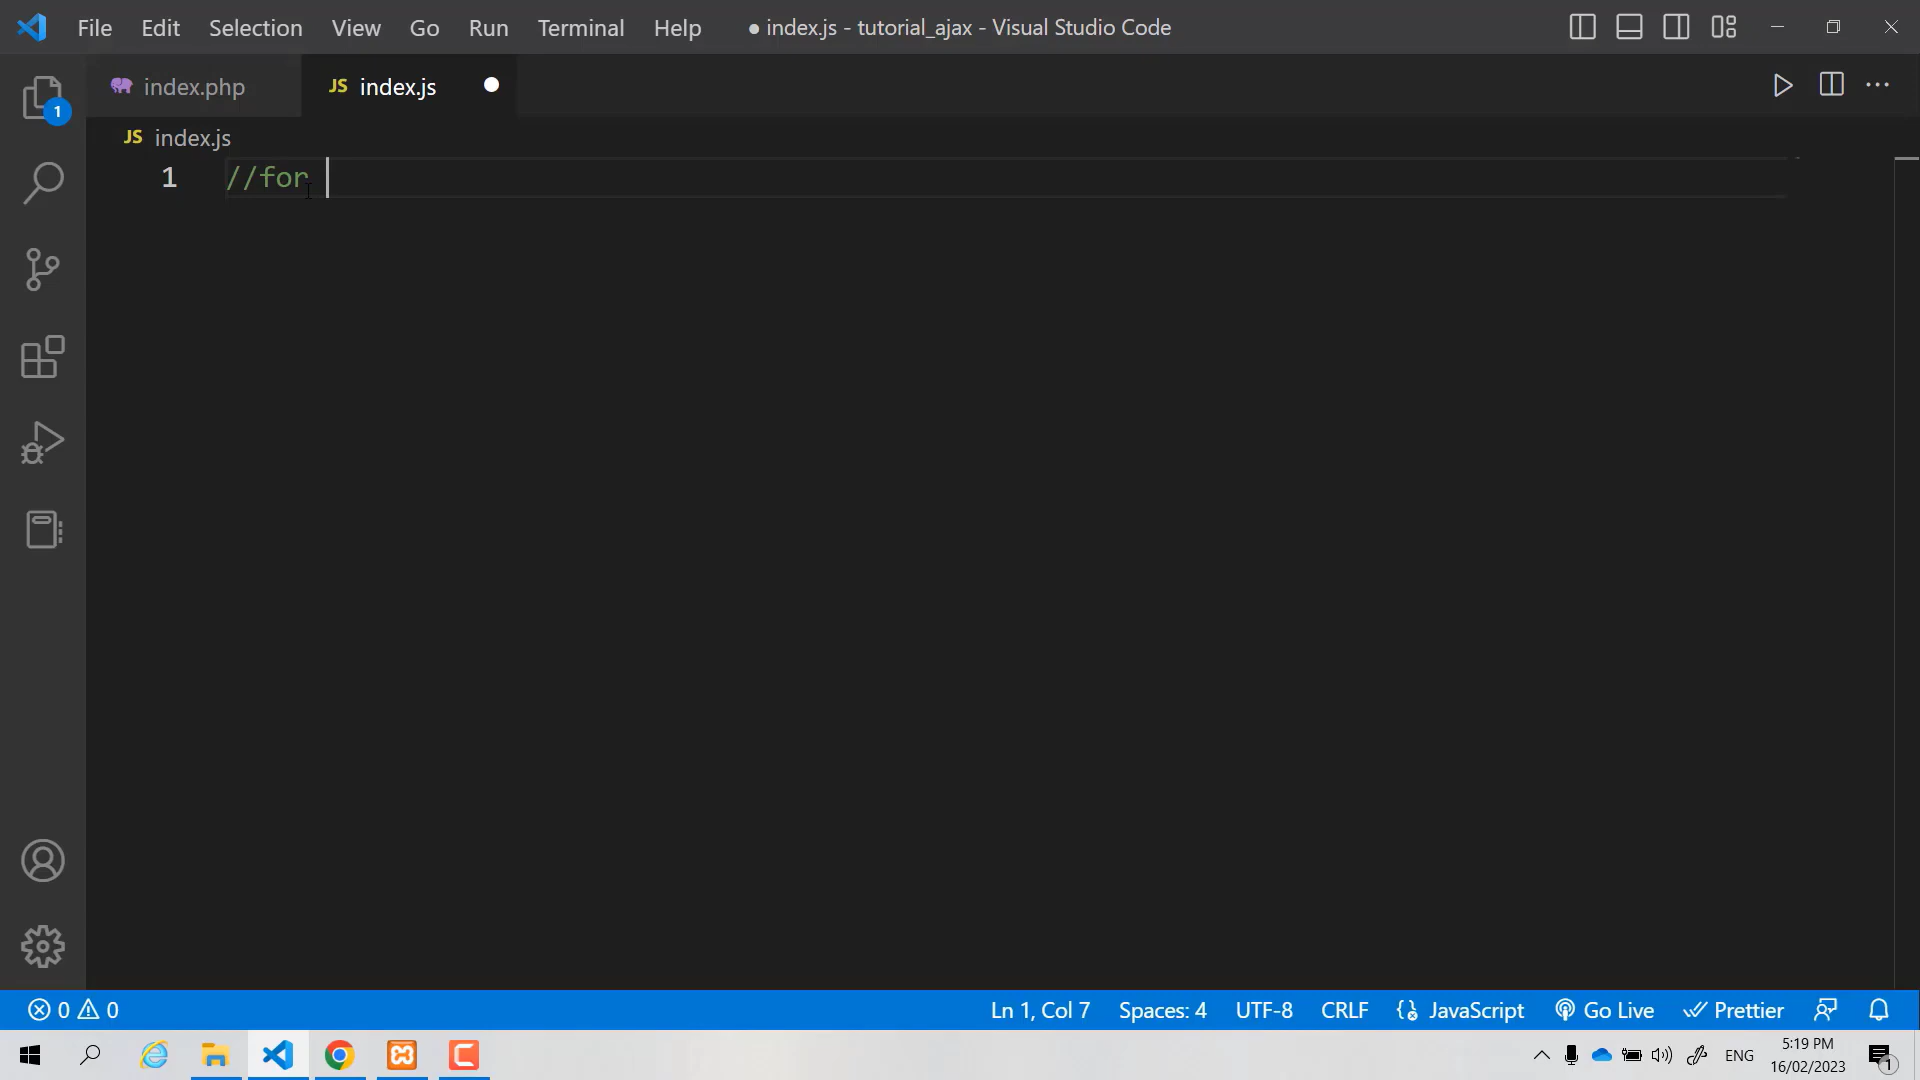 File Edit Selection View Go Run Terminal Help ● index.js - tutorial_ajax - Visual Studio Code
index.php JS index.js
1
JS index.js
1 //for
0 0 Ln 1, Col 7 Spaces: 4 UTF-8 CRLF JavaScript Go Live Prettier
ENG 5:19 PM
16/02/2023 1